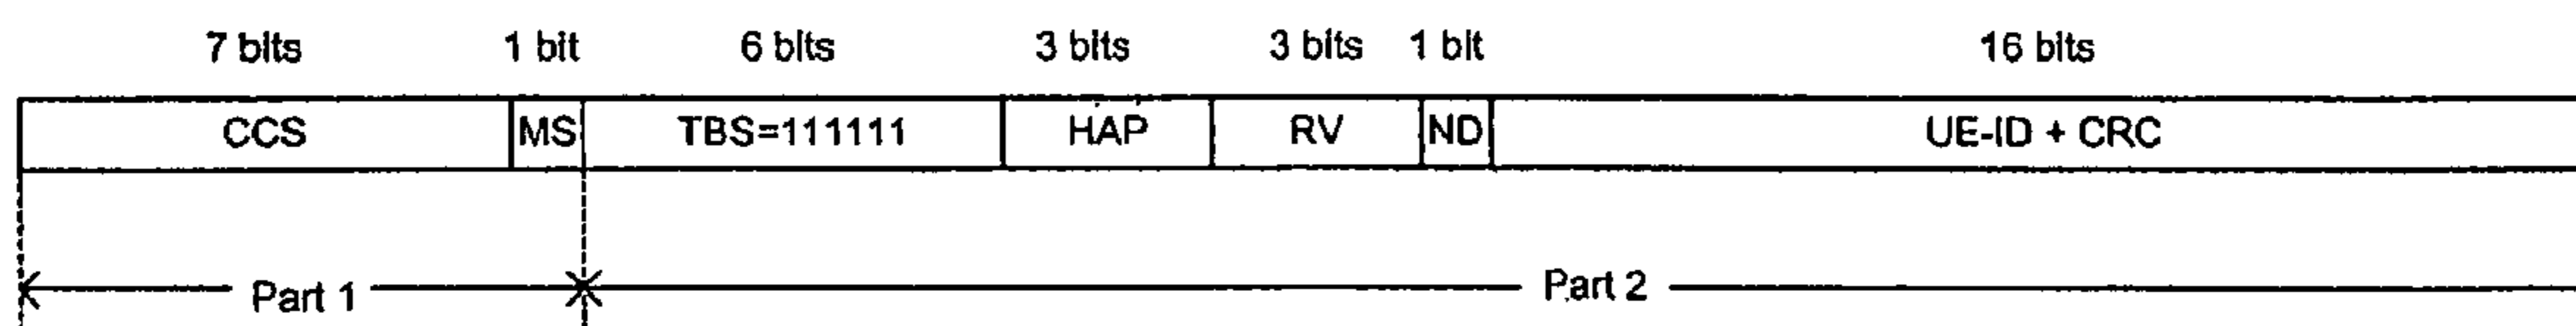 7 bits 1 bit 6 bits 3 bits 3 bits 1 bit 16 bits
CCS MS TBS=111111 HAP RV ND UE-ID + CRC
Part 1 Part 2